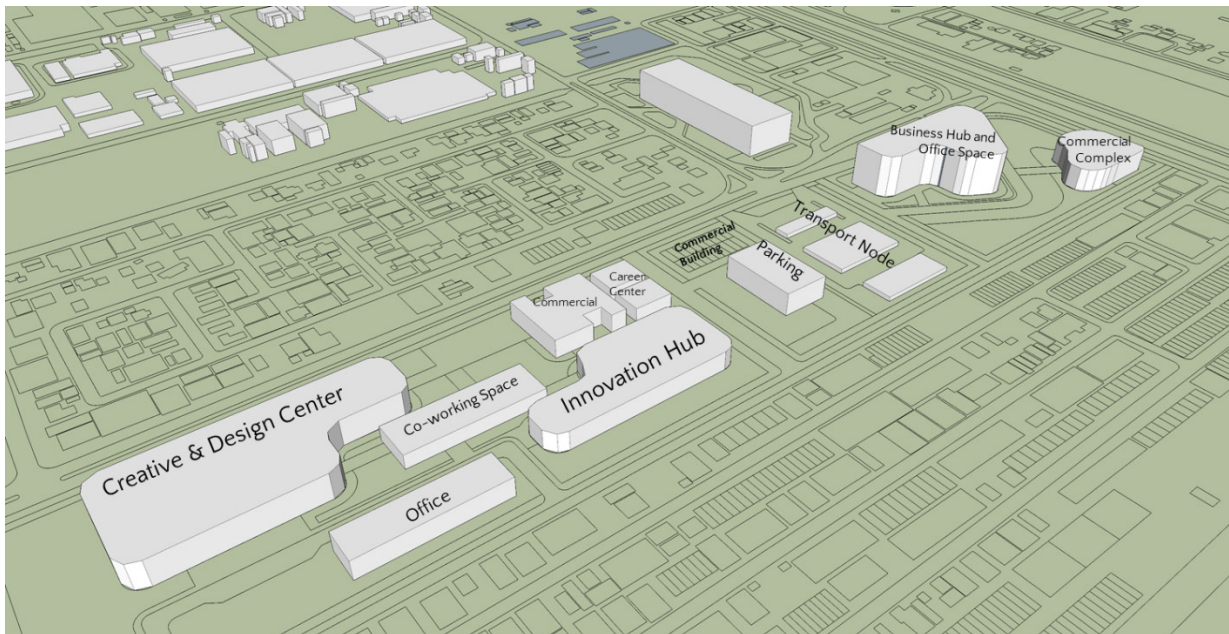 Business Hub and
Office Space
Commercial
Complex
Transport Node
Commercial
Building
Parking
Career
Center
Commercial
Innovation Hub
Co-working Space
Creative & Design Center
Office